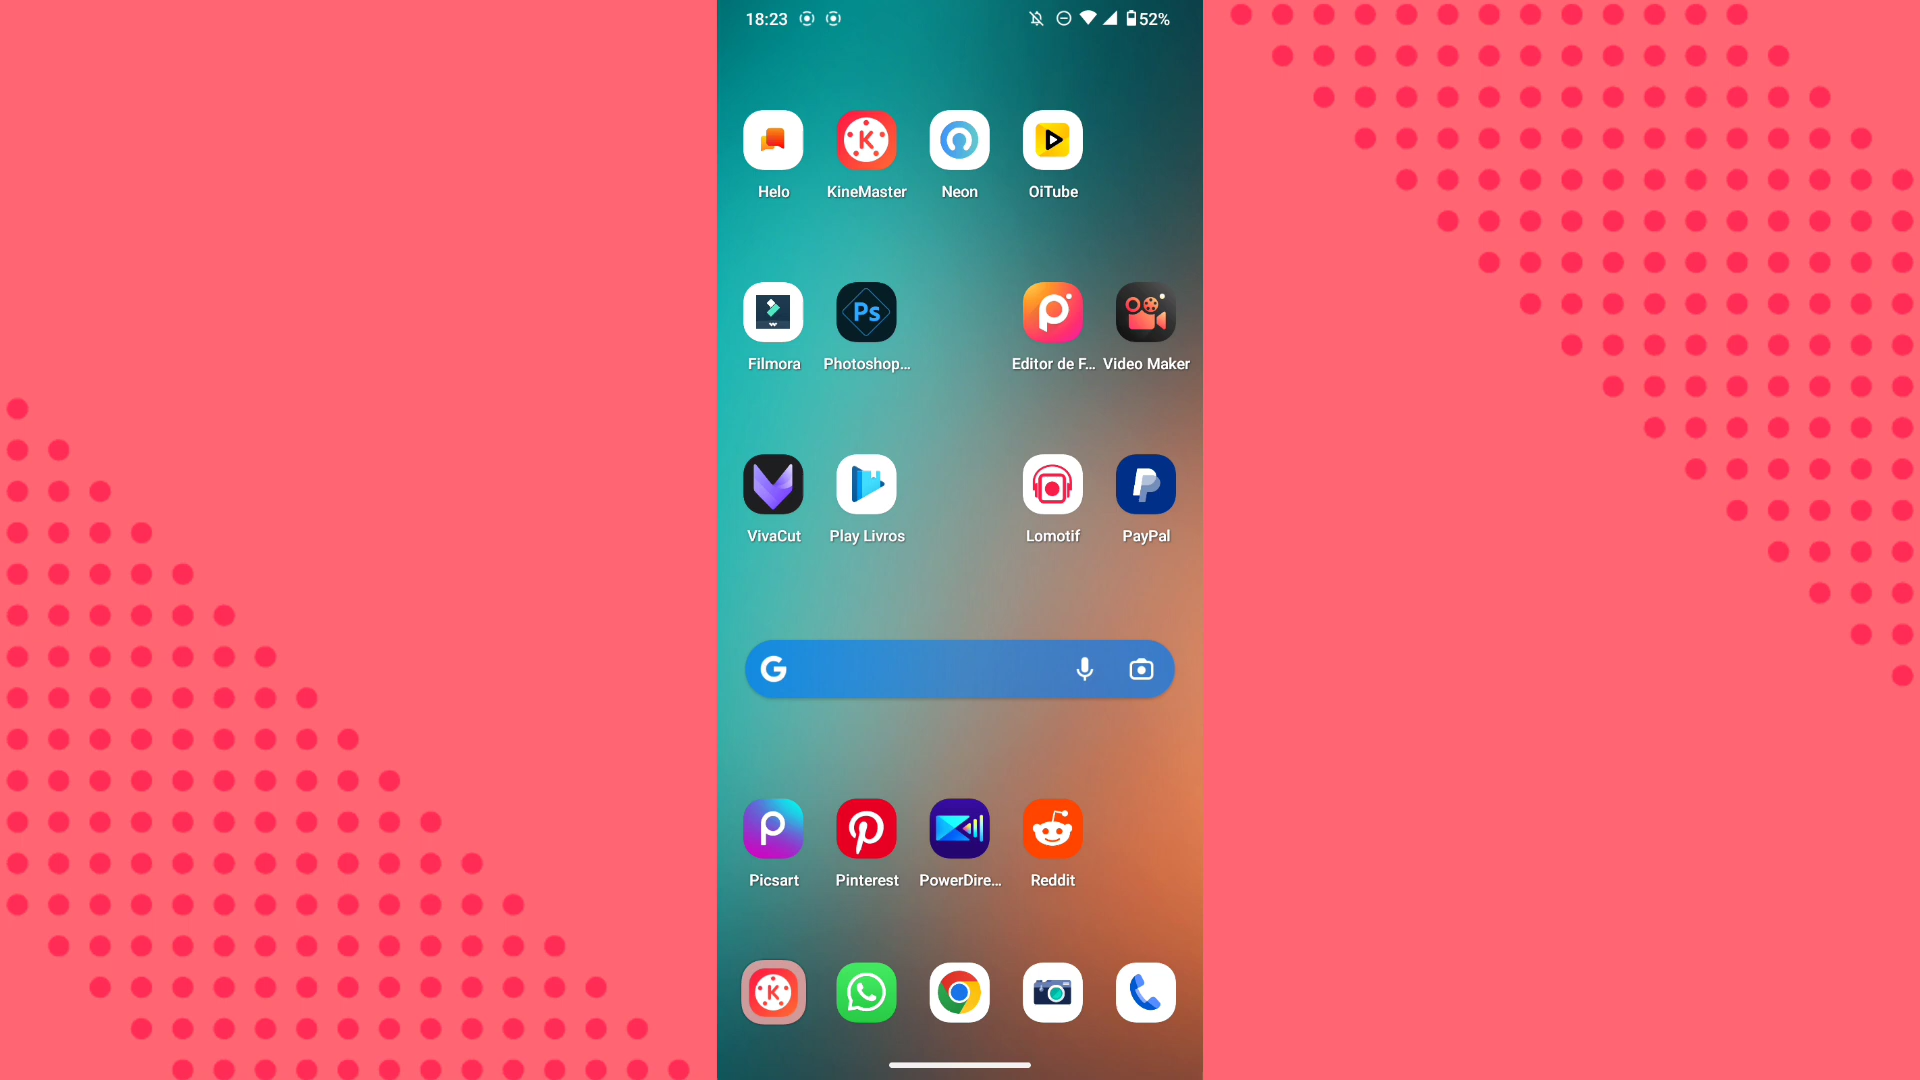 18:23 52%
Helo KineMaster Neon OiTube
Ps
Filmora Photoshop... Editor de F... Video Maker
VivaCut Play Livros Lomotif PayPal
G
Picsart Pinterest PowerDire... Reddit
K